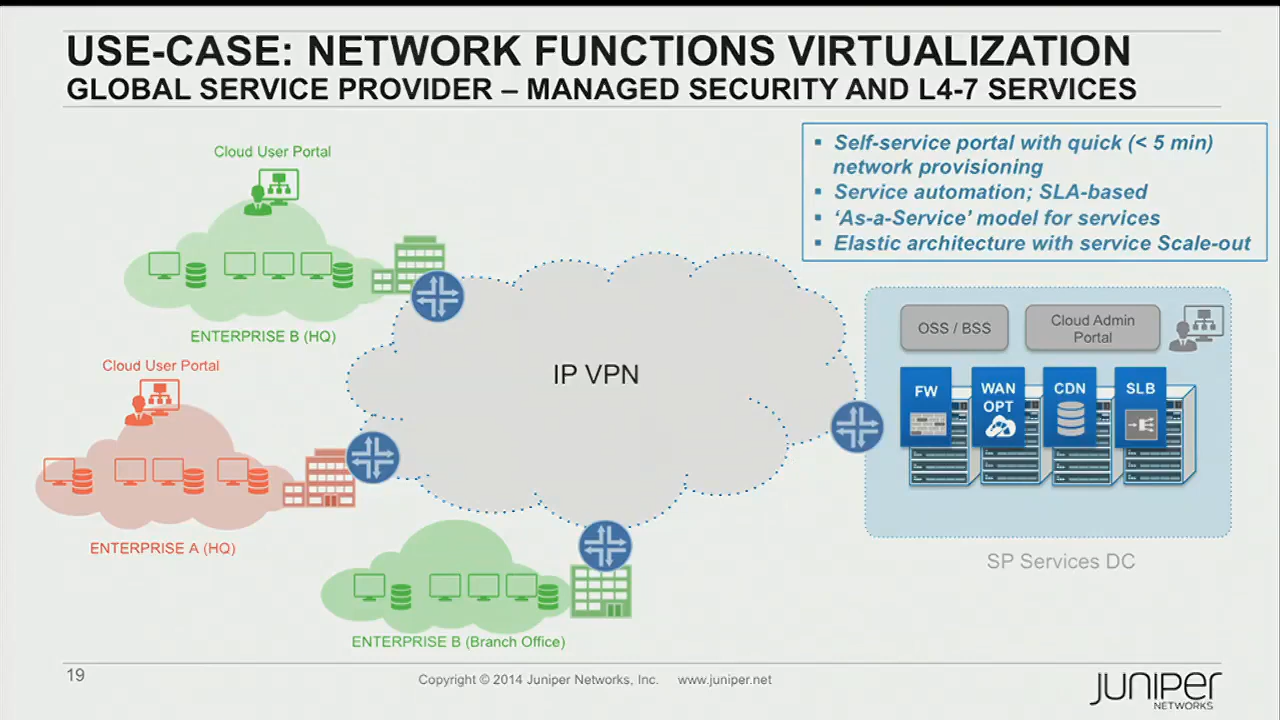 USE-CASE: NETWORK FUNCTIONS VIRTUALIZATION
GLOBAL SERVICE PROVIDER – MANAGED SECURITY AND L4-7 SERVICES
▪ Self-service portal with quick (< 5 min)
network provisioning
▪ Service automation; SLA-based
▪ ‘As-a-Service’ model for services
▪ Elastic architecture with service Scale-out
Cloud User Portal
ENTERPRISE B (HQ)
Cloud User Portal
ENTERPRISE A (HQ)
IP VPN
ENTERPRISE B (Branch Office)
OSS / BSS
Cloud Admin
Portal
FW
WAN
OPT
CDN
SLB
SP Services DC
19
Copyright © 2014 Juniper Networks, Inc. www.juniper.net
JUNIPER
NETWORKS